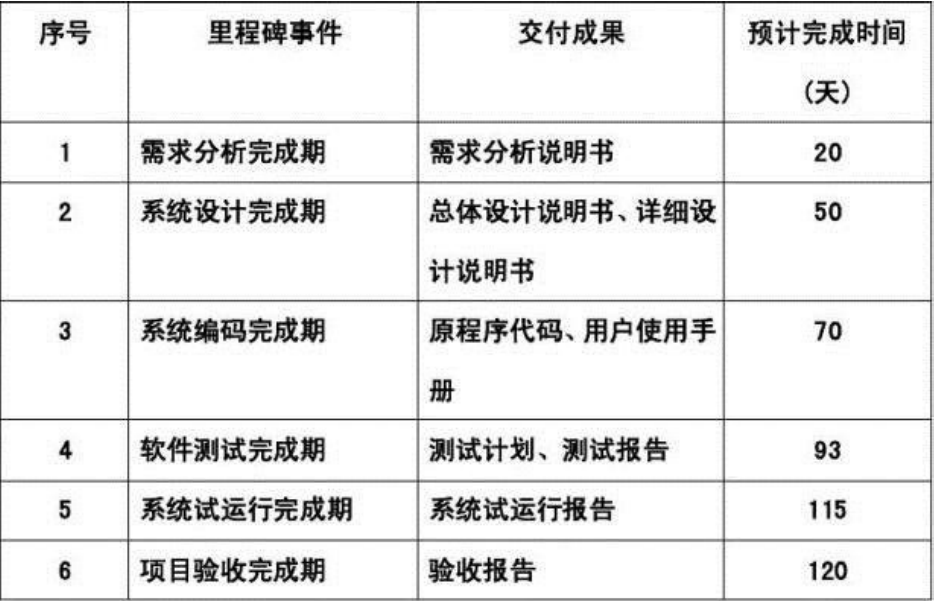 序号 里程碑事件 交付成果 预计完成时间
(天)
1 需求分析完成期 需求分析说明书 20
2 系统设计完成期 总体设计说明书、详细设 50
计说明书
3 系统编码完成期 原程序代码、用户使用手 70
册
4 软件测试完成期 测试计划、测试报告 93
5 系统试运行完成期 系统试运行报告 115
6 项目验收完成期 验收报告 120